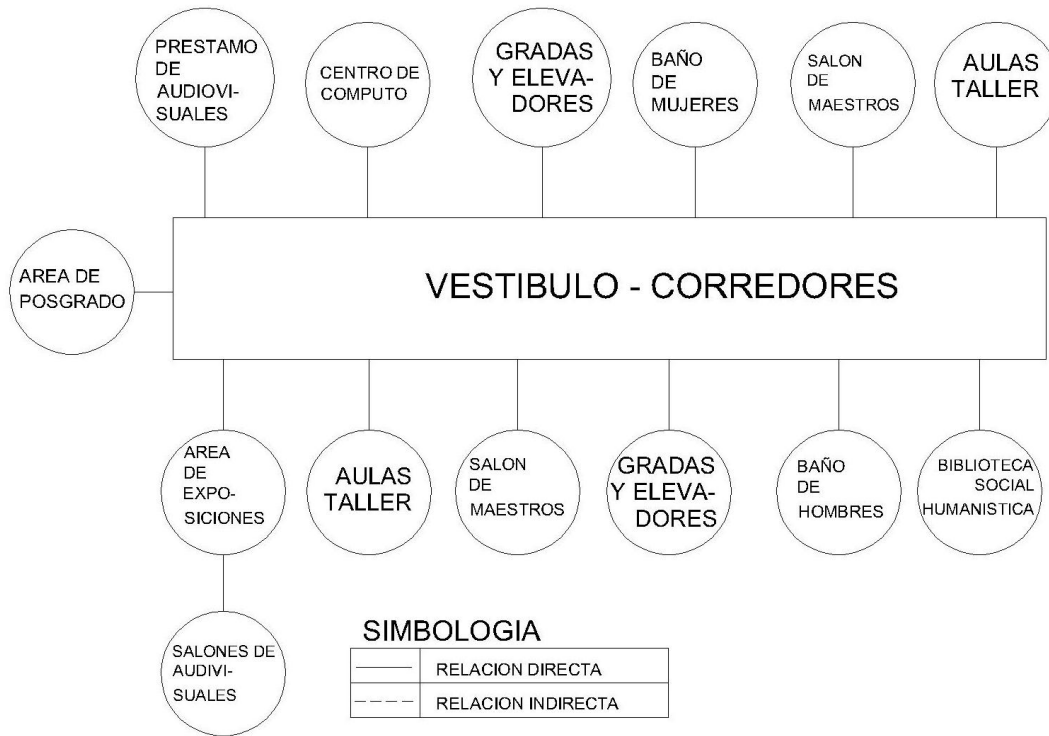 PRESTAMO
DE
AUDIOVI-
SUALES
CENTRO DE
COMPUTO
GRADAS
Y ELEVA-
DORES
BAÑO
DE
MUJERES
SALON
DE
MAESTROS
AULAS
TALLER
AREA DE
POSGRADO
VESTIBULO - CORREDORES
AREA
DE
EXPO-
SICIONES
AULAS
TALLER
SALON
DE
MAESTROS
GRADAS
Y ELEVA-
DORES
BAÑO
DE
HOMBRES
BIBLIOTECA
SOCIAL
HUMANISTICA
SALONES DE
AUDIVI-
SUALES
SIMBOLOGIA
RELACION DIRECTA
RELACION INDIRECTA